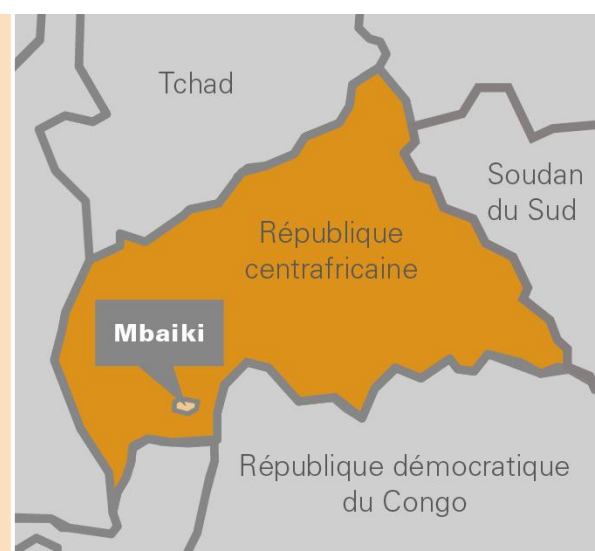 Tchad
Soudan
du Sud
République
centrafricaine
Mbaiki
République démocratique
du Congo